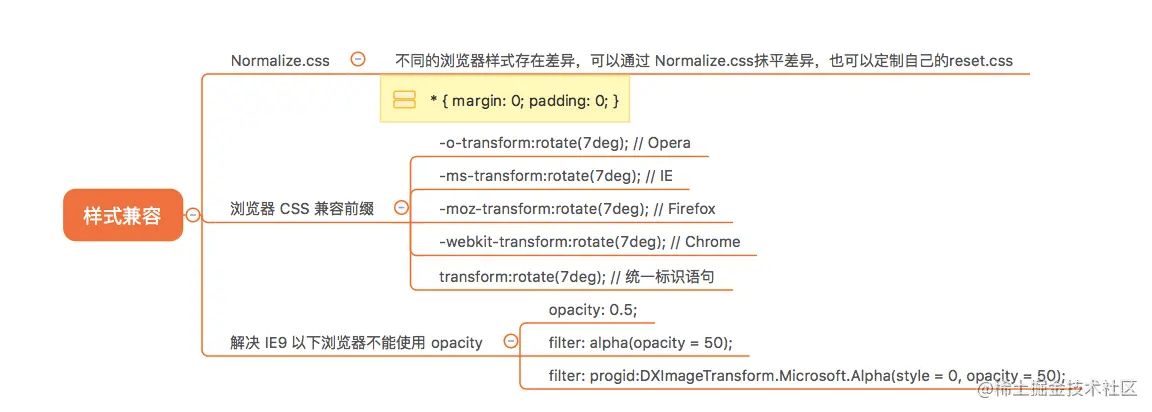 Normalize.css
不同的浏览器样式存在差异，可以通过 Normalize.css抹平差异，也可以定制自己的reset.css
* { margin: 0; padding: 0; }
样式兼容
浏览器 CSS 兼容前缀
-o-transform:rotate(7deg); // Opera
-ms-transform:rotate(7deg); // IE
-moz-transform:rotate(7deg); // Firefox
-webkit-transform:rotate(7deg); // Chrome
transform:rotate(7deg); // 统一标识语句
解决 IE9 以下浏览器不能使用 opacity
opacity: 0.5;
filter: alpha(opacity = 50);
filter: progid:DXImageTransform.Microsoft.Alpha(style = 0, opacity = 50);
@稀土掘金技术社区